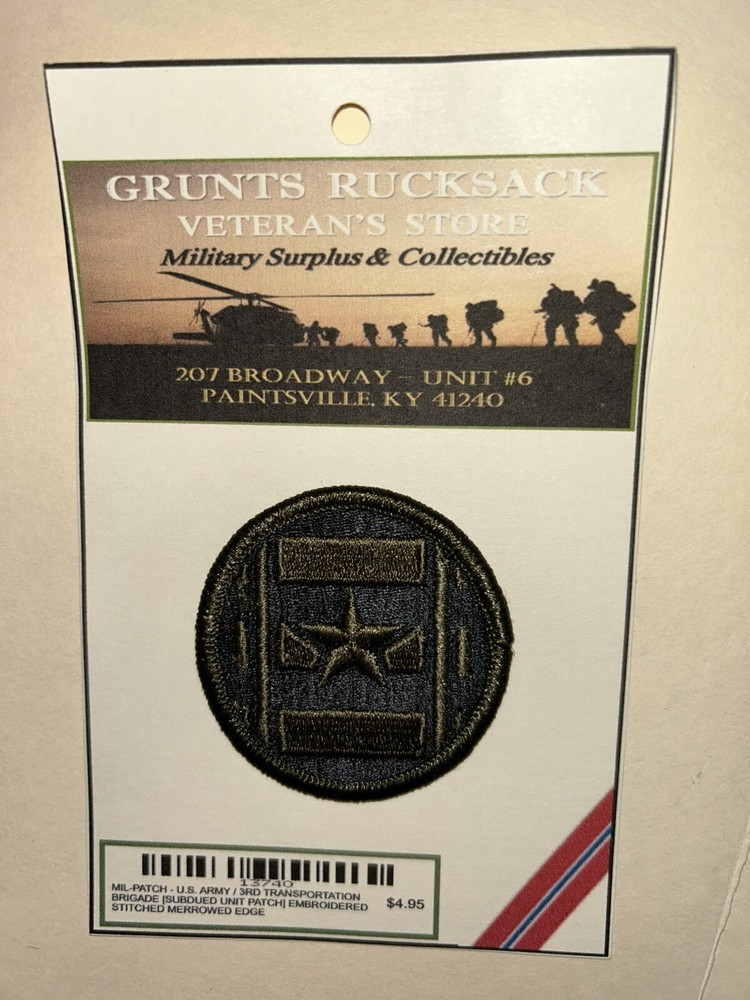 GRUNTS RUCKSACK
VETERAN'S STORE
Military Surplus & Collectibles
207 BROADWAY – UNIT #6
PAINTSVILLE, KY 41240
13740
MIL-PATCH - U.S. ARMY / 3RD TRANSPORTATION
BRIGADE [SUBDUED UNIT PATCH] EMBROIDERED
STITCHED MERROWED EDGE
$4.95